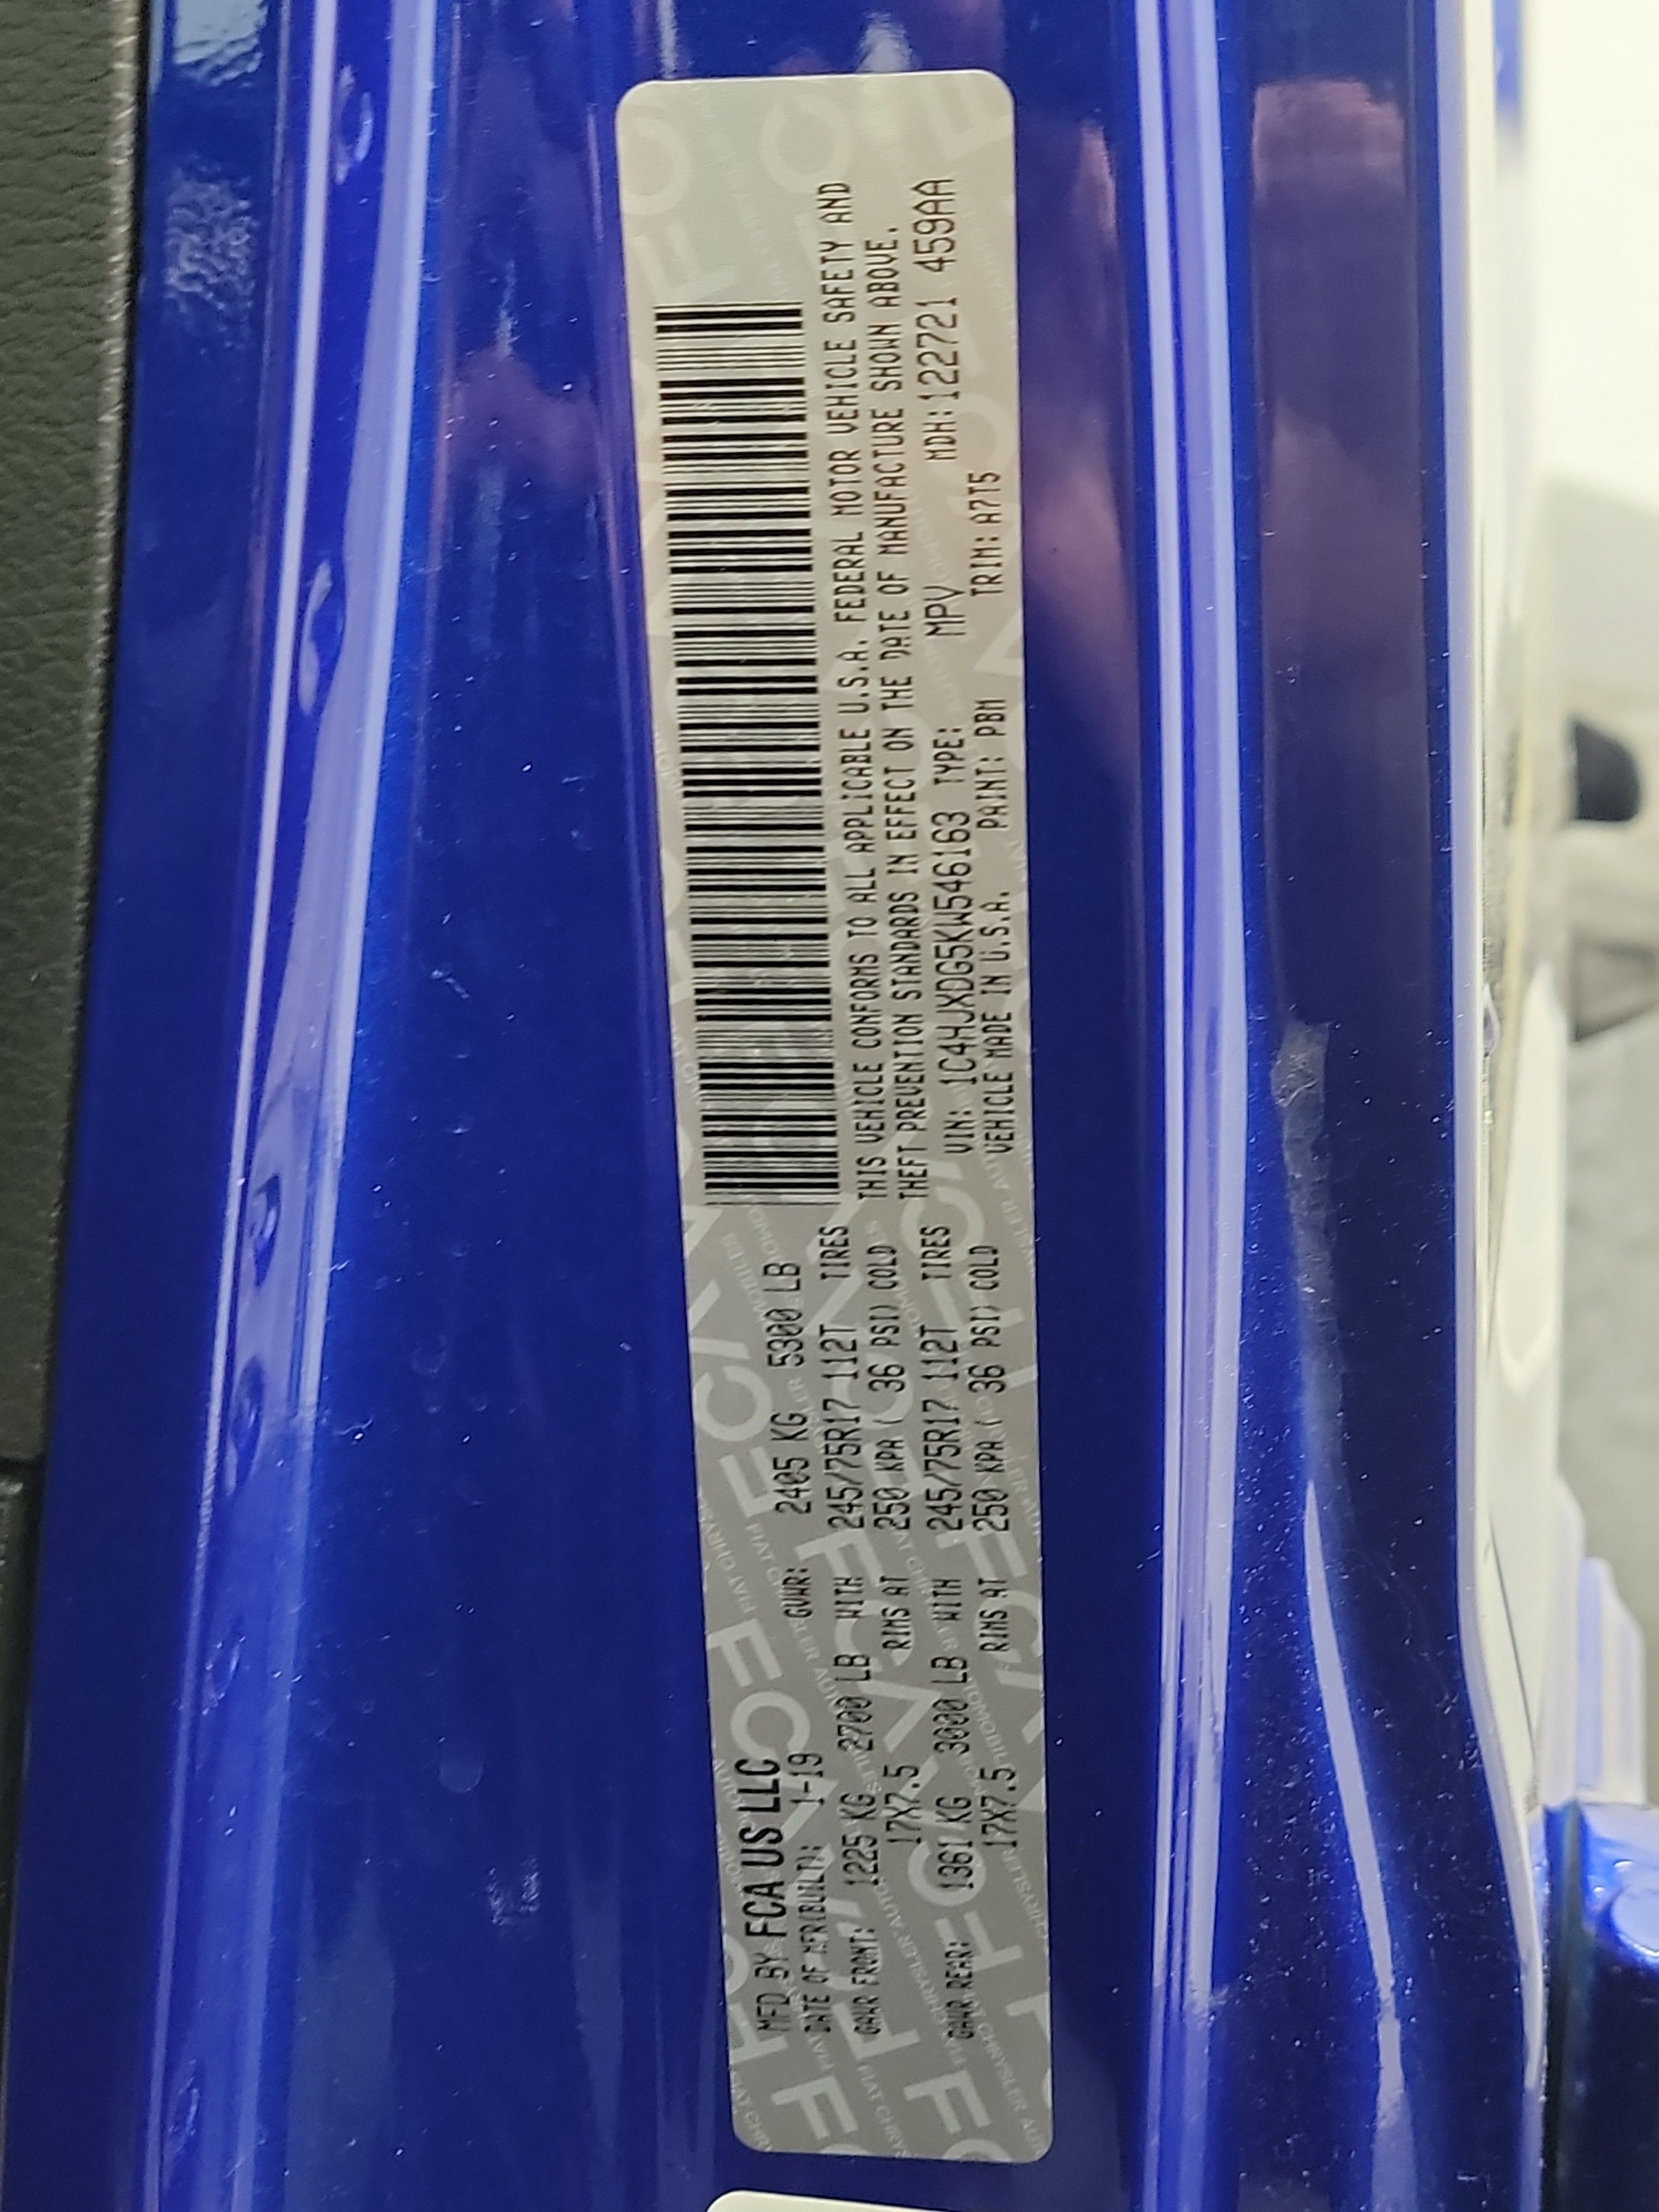 MFD BY FCA US LLC
DATE OF MFR(BUILT): 1-19 GVWR: 2405 KG 5300 LB
GAWR FRONT: 1225 KG 2700 LB WITH 245/75R17 112T TIRES
17X7.5 RIMS AT 250 KPA ( 36 PSI) COLD
GAWR REAR: 1361 KG 3000 LB WITH 245/75R17 112T TIRES
17X7.5 RIMS AT 250 KPA ( 36 PSI) COLD
THIS VEHICLE CONFORMS TO ALL APPLICABLE U.S.A. FEDERAL MOTOR VEHICLE SAFETY AND
THEFT PREVENTION STANDARDS IN EFFECT ON THE DATE OF MANUFACTURE SHOWN ABOVE.
VIN: 1C4HJXDG5KW546163 TYPE: MPV MDH:122721 459AA
VEHICLE MADE IN U.S.A. PAINT: PBM TRIM: A7T5